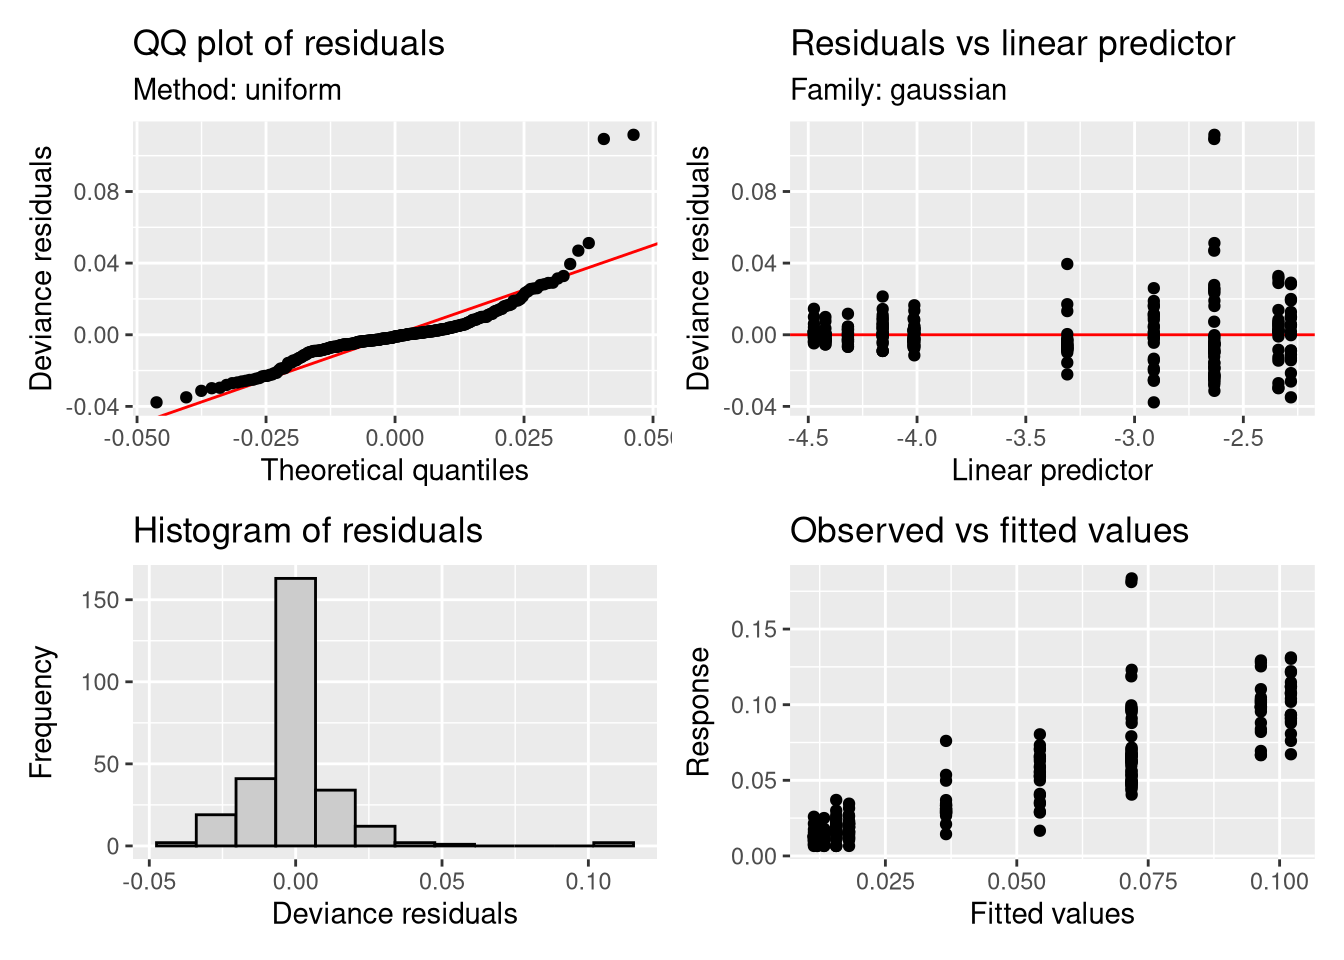 QQ plot of residuals
Method: uniform
Deviance residuals
0.08
0.04
0.00
-0.04
-0.050 -0.025 0.000 0.025 0.05
Theoretical quantiles
Residuals vs linear predictor
Family: gaussian
Deviance residuals
0.08
0.04
0.00
-0.04
-4.5 -4.0 -3.5 -3.0 -2.5
Linear predictor
Histogram of residuals
Frequency
150
100
50
0
-0.05 0.00 0.05 0.10
Deviance residuals
Observed vs fitted values
Response
0.15
0.10
0.05
0.00
0.025 0.050 0.075 0.100
Fitted values